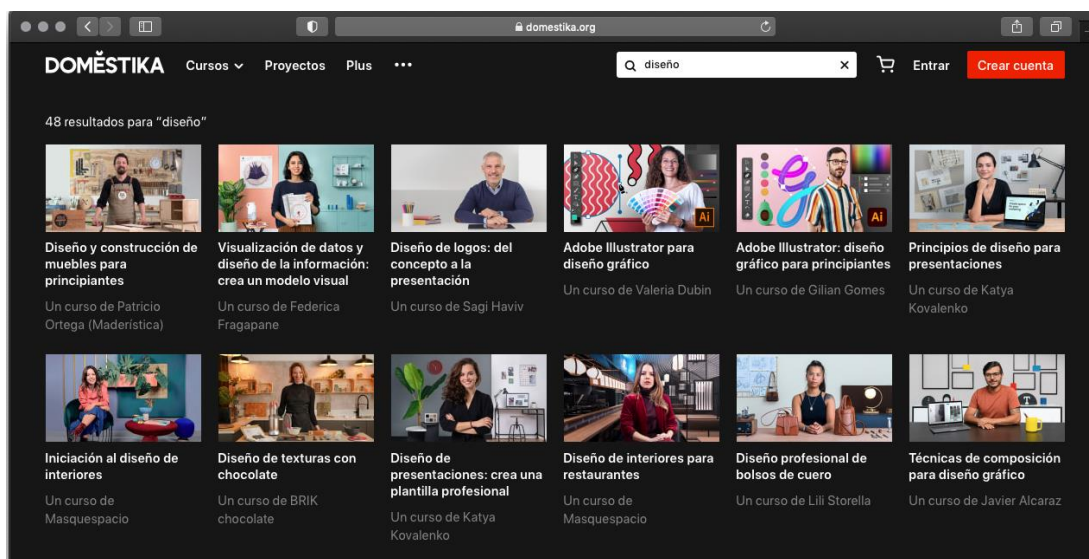 domestika.org
DOMĔSTIKA Cursos Proyectos Plus ••• diseño Entrar Crear cuenta
48 resultados para “diseño”
Ai
Ai
Diseño y construcción de
muebles para
principiantes
Un curso de Patricio
Ortega (Maderística)
Visualización de datos y
diseño de la información:
crea un modelo visual
Un curso de Federica
Fragapane
Diseño de logos: del
concepto a la
presentación
Un curso de Sagi Haviv
Adobe Illustrator para
diseño gráfico
Un curso de Valeria Dubin
Adobe Illustrator: diseño
gráfico para principiantes
Un curso de Gilian Gomes
Principios de diseño para
presentaciones
Un curso de Katya
Kovalenko
Iniciación al diseño de
interiores
Un curso de
Masquespacio
Diseño de texturas con
chocolate
Un curso de BRIK
chocolate
Diseño de
presentaciones: crea una
plantilla profesional
Un curso de Katya
Kovalenko
Diseño de interiores para
restaurantes
Un curso de
Masquespacio
Diseño profesional de
bolsos de cuero
Un curso de Lili Storella
Técnicas de composición
para diseño gráfico
Un curso de Javier Alcaraz